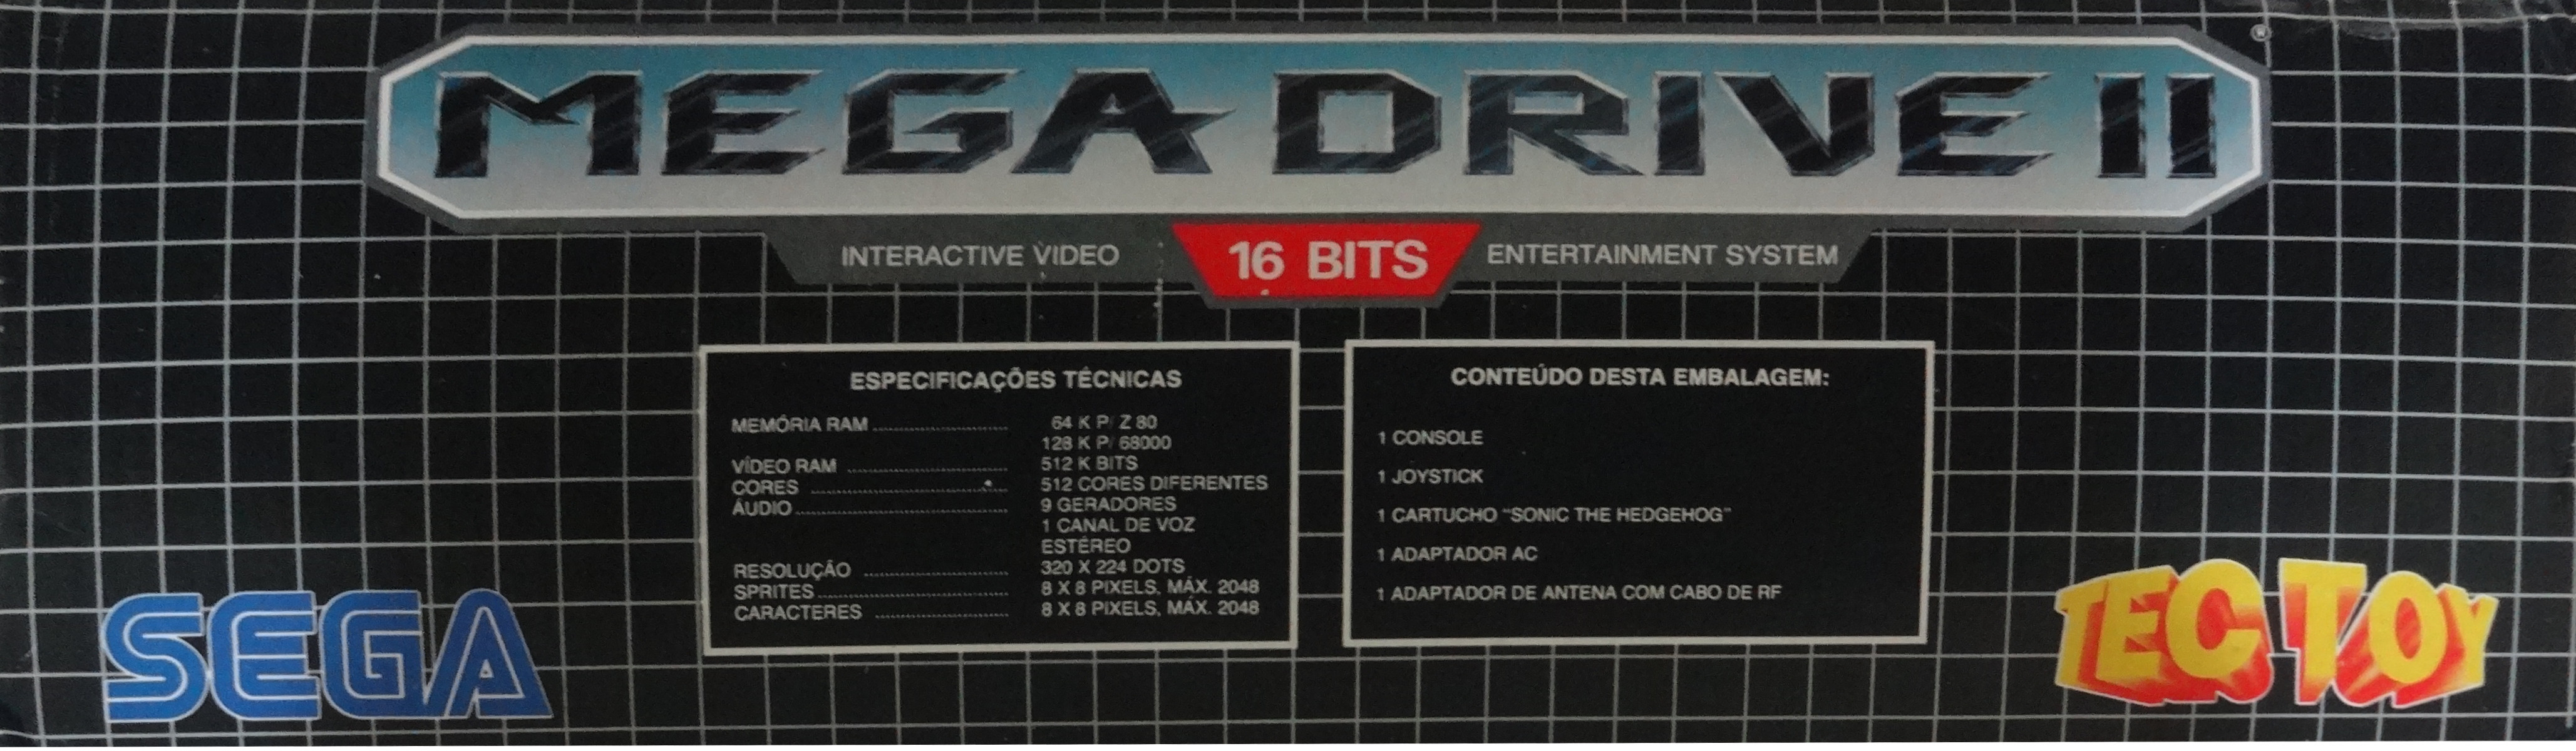 MEGA DRIVE II ®
INTERACTIVE VIDEO 16 BITS ENTERTAINMENT SYSTEM
ESPECIFICAÇÕES TÉCNICAS
MEMÓRIA RAM 64 K P/ Z 80
128 K P/ 68000
VÍDEO RAM 512 K BITS
CORES 512 CORES DIFERENTES
ÁUDIO 9 GERADORES
1 CANAL DE VOZ
ESTÉREO
RESOLUÇÃO 320 X 224 DOTS
SPRITES 8 X 8 PIXELS, MÁX. 2048
CARACTERES 8 X 8 PIXELS, MÁX. 2048
CONTEÚDO DESTA EMBALAGEM:
1 CONSOLE
1 JOYSTICK
1 CARTUCHO "SONIC THE HEDGEHOG"
1 ADAPTADOR AC
1 ADAPTADOR DE ANTENA COM CABO DE RF
SEGA
TEC TOY